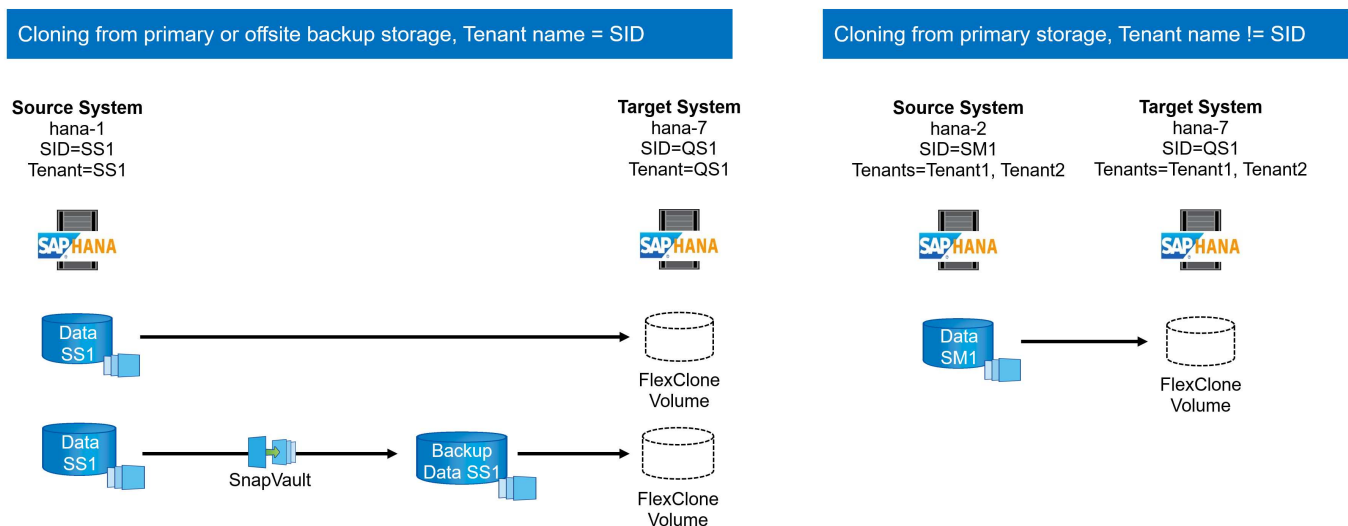 Cloning from primary or offsite backup storage, Tenant name = SID
Source System
hana-1
SID=SS1
Tenant=SS1
Target System
hana-7
SID=QS1
Tenant=QS1
SAP HANA
SAP HANA
Data
SS1
FlexClone
Volume
Data
SS1
SnapVault
Backup
Data SS1
FlexClone
Volume
Cloning from primary storage, Tenant name != SID
Source System
hana-2
SID=SM1
Tenants=Tenant1, Tenant2
Target System
hana-7
SID=QS1
Tenants=Tenant1, Tenant2
SAP HANA
SAP HANA
Data
SM1
FlexClone
Volume